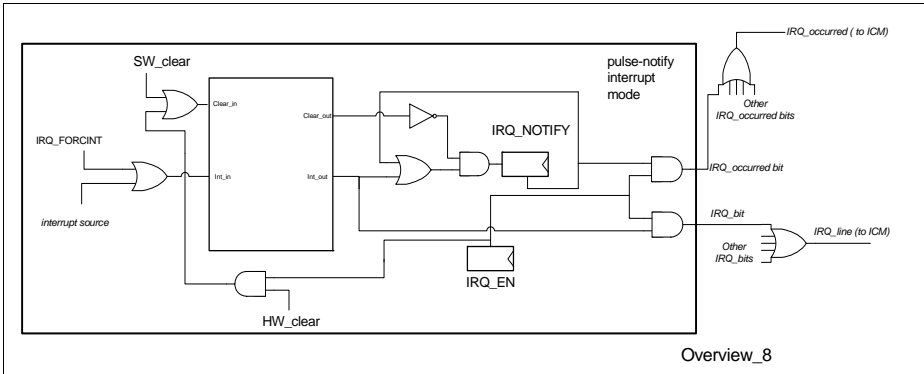 IRQ_occurred ( to ICM)
pulse-notify
interrupt
mode
SW_clear
Clear_in
Clear_out
Other
IRQ_occurred bits
IRQ_NOTIFY
IRQ_FORCINT
Int_in
Int_out
IRQ_occurred bit
interrupt source
IRQ_bit
IRQ_line (to ICM)
Other
IRQ_bits
IRQ_EN
HW_clear
Overview_8